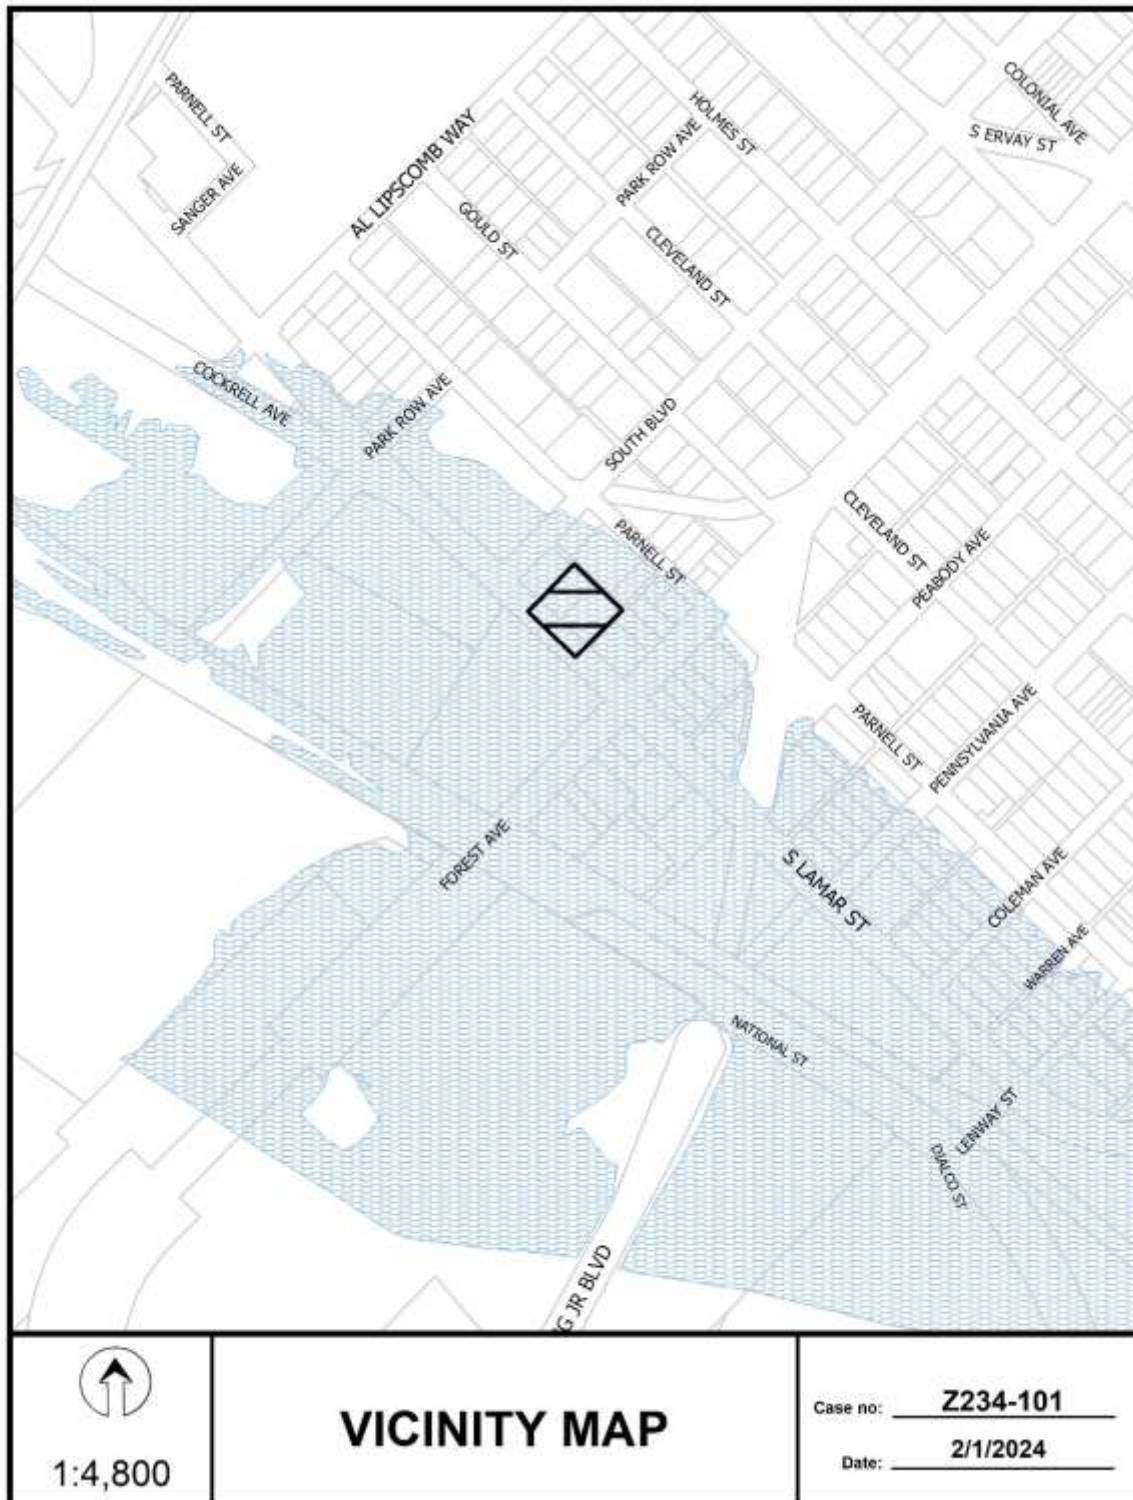 COLONIAL AVE
PARNELL ST
HOLMES ST
S ERVAY ST
AL LIPSCOMB WAY
PARK ROW AVE
SANGER AVE
GOULD ST
CLEVELAND ST
COCKRELL AVE
PARK ROW AVE
SOUTH BLVD
CLEVELAND ST
PARNELL ST
PEABODY AVE
PARNELL ST
PENNSYLVANIA AVE
FOREST AVE
S LAMAR ST
COLEMAN AVE
WARREN AVE
NATIONAL ST
LENWAY ST
DIALCO ST
G JR BLVD
1:4,800
VICINITY MAP
Case no: Z234-101
Date: 2/1/2024